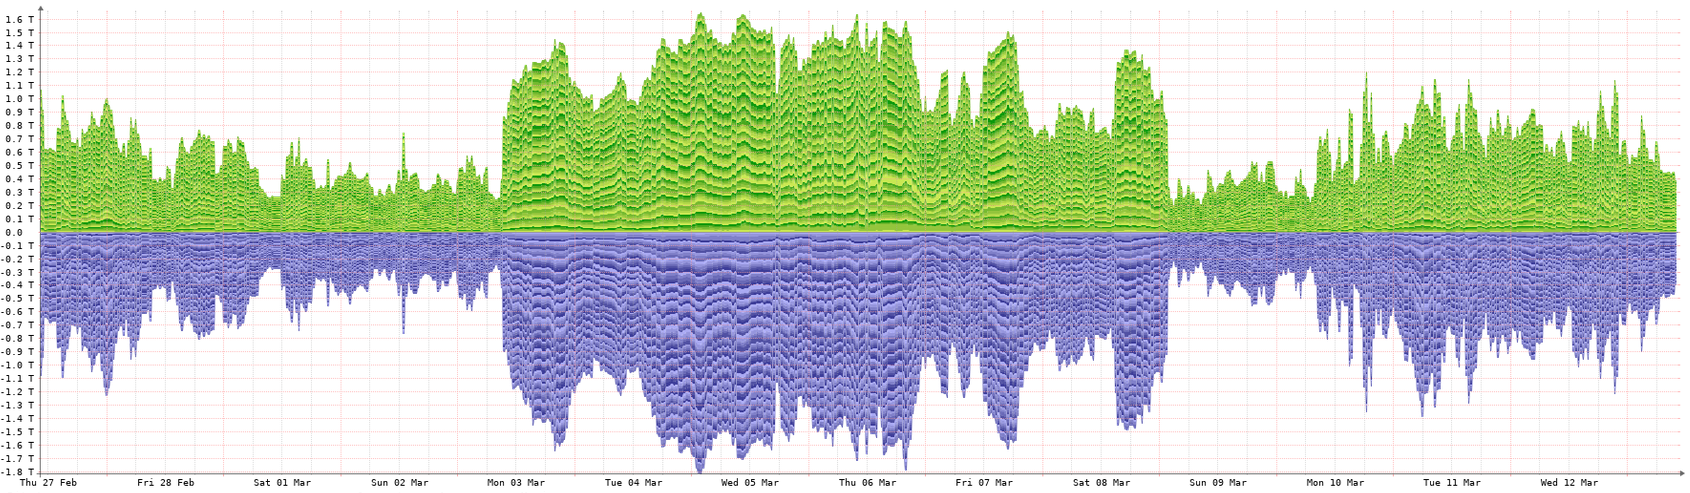 1.6 T
1.5 T
1.4 T
1.2 T
1.1 T
1.0 T
0.9 T
0.8 T
0.7 T
0.6 T
0.5 T
0.4 T
0.3 T
0.2 T
0.1 T
0.0
-0.1 T
-0.2 T
-0.3 T
-0.4 T
-0.5 T
-0.6 T
-0.7 T
-0.8 T
-0.9 T
-1.0 T
-1.1 T
-1.2 T
-1.3 T
-1.4 T
-1.5 T
-1.6 T
-1.7 T
-1.8 T
Thu 27 Feb Fri 28 Feb Sat 01 Mar Sun 02 Mar Mon 03 Mar Tue 04 Mar Wed 05 Mar Thu 06 Mar Fri 07 Mar Sat 08 Mar Sun 09 Mar Mon 10 Mar Tue 11 Mar Wed 12 Mar